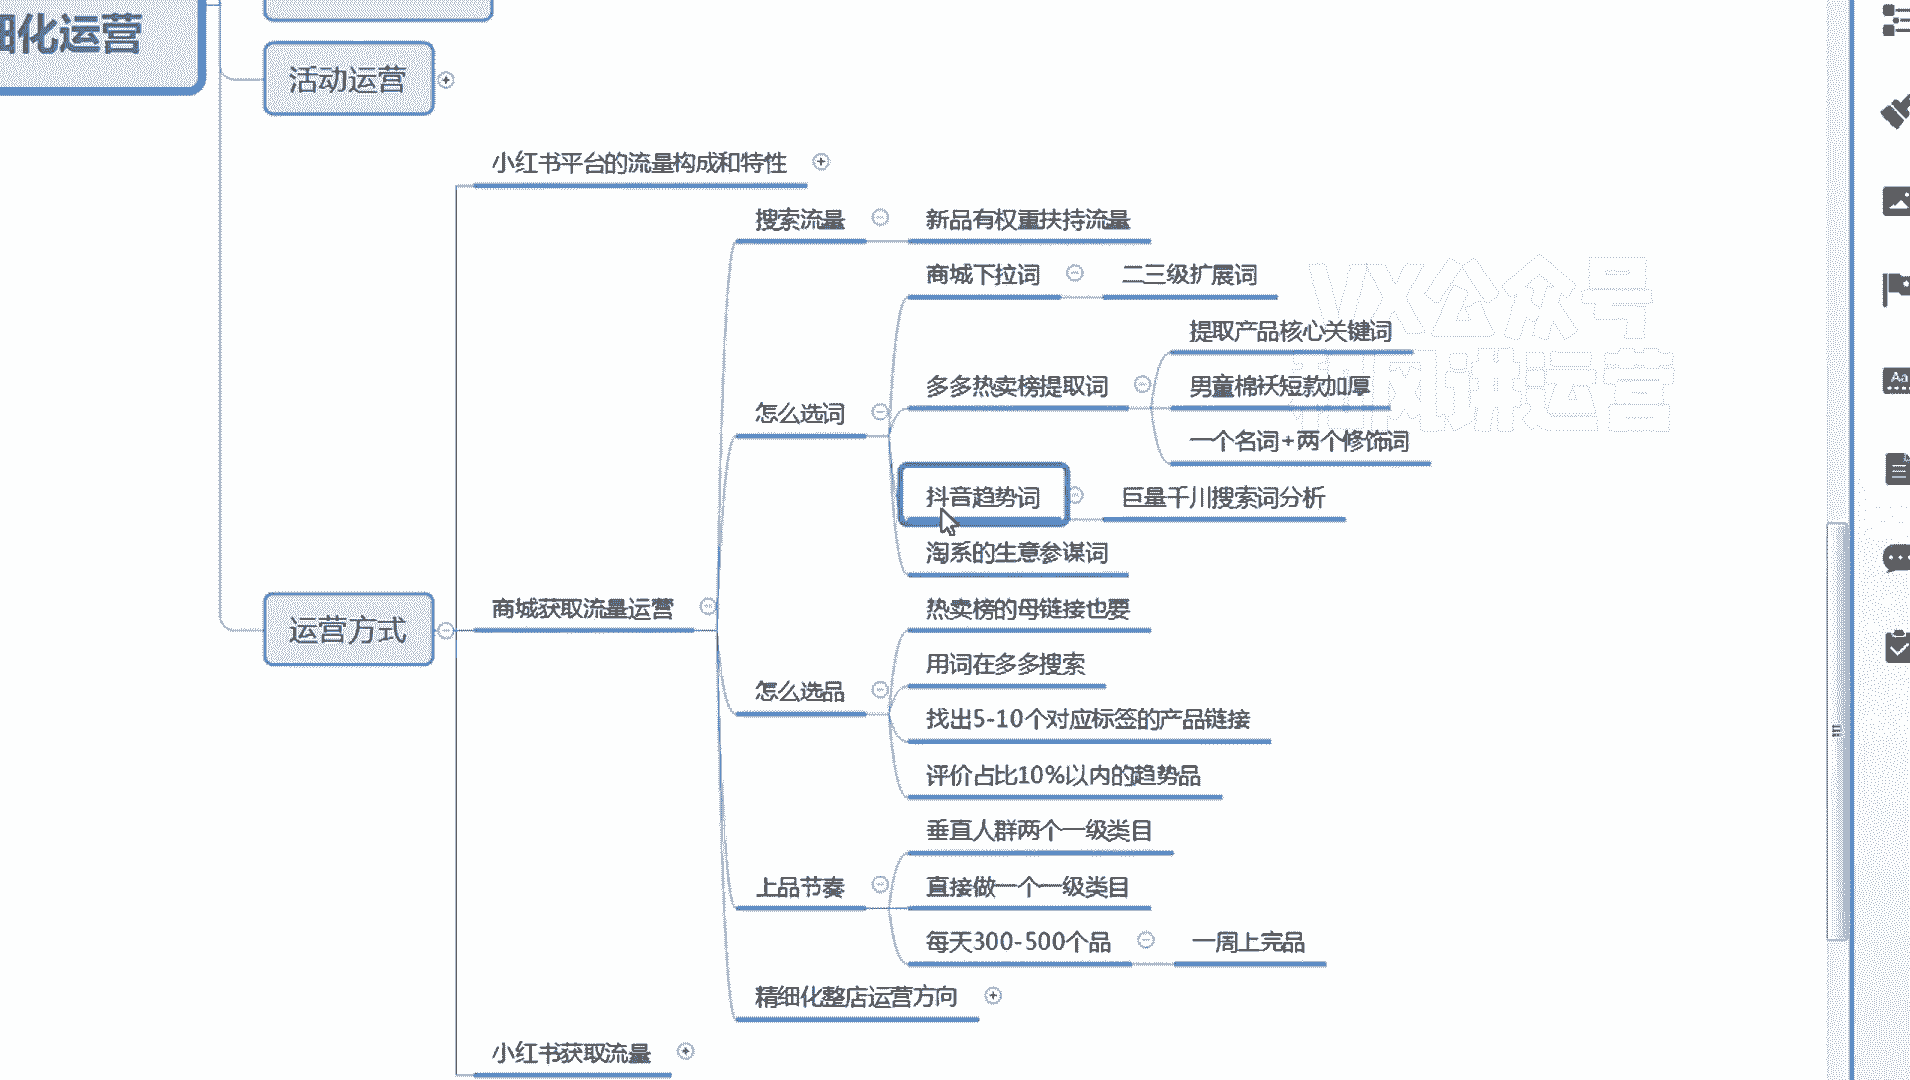 细化运营
活动运营
小红书平台的流量构成和特性
搜索流量
新品有权重扶持流量
商城下拉词
二三级扩展词
VX公众号
和风讲运营
提取产品核心关键词
多多热卖榜提取词
男童棉袄短款加厚
怎么选词
一个名词+两个修饰词
抖音趋势词
巨量千川搜索词分析
淘系的生意参谋词
运营方式
商城获取流量运营
热卖榜的母链接也要
用词在多多搜索
怎么选品
找出5-10个对应标签的产品链接
评价占比10%以内的趋势品
垂直人群两个一级类目
上品节奏
直接做一个一级类目
每天300-500个品
一周上完品
精细化整店运营方向
小红书获取流量
Aa